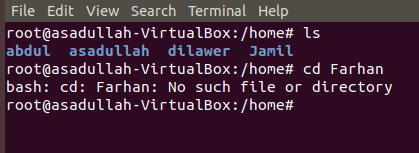 File Edit View Search Terminal Help
root@asadullah-VirtualBox:/home# ls
abdul asadullah dilawer Jamil
root@asadullah-VirtualBox:/home# cd Farhan
bash: cd: Farhan: No such file or directory
root@asadullah-VirtualBox:/home#